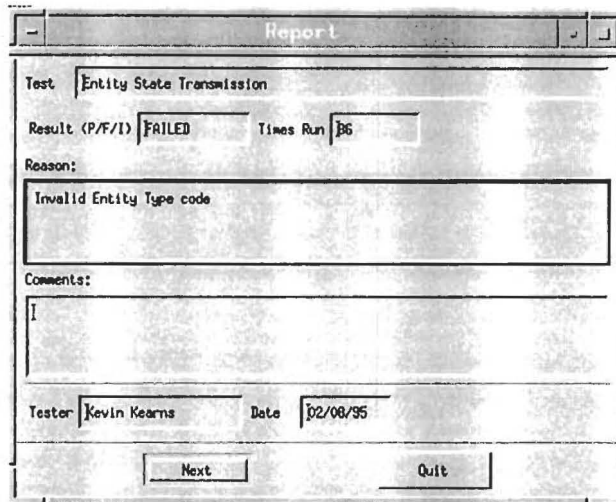 Report
Test Entity State Transmission
Result (P/F/I) FAILED Times Run 86
Reason:
Invalid Entity Type code
Comments:
Tester Kevin Kearns Date 02/08/95
Next Quit